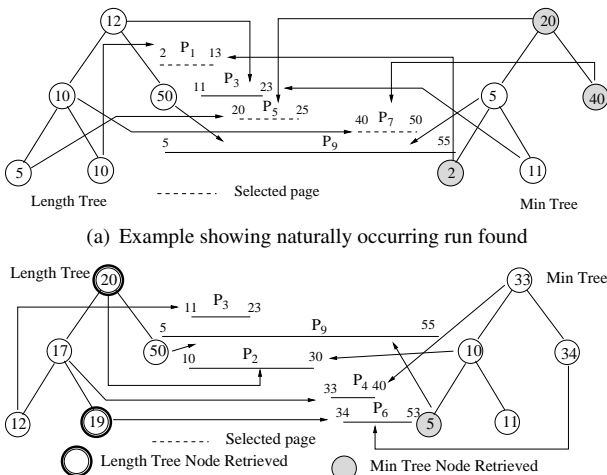 12 20
2 P1 13
11 P3 23
10 50 20 P5 25 40 P7 50 5 40
5 P9 55
5 10 2 11
Length Tree Selected page Min Tree
(a) Example showing naturally occurring run found
Length Tree 20 33 Min Tree
11 P3 23
5 P9 55
17 50 10 P2 30 10 34
33 P4 40
12 19 34 P6 53 5 11
Selected page
Length Tree Node Retrieved Min Tree Node Retrieved